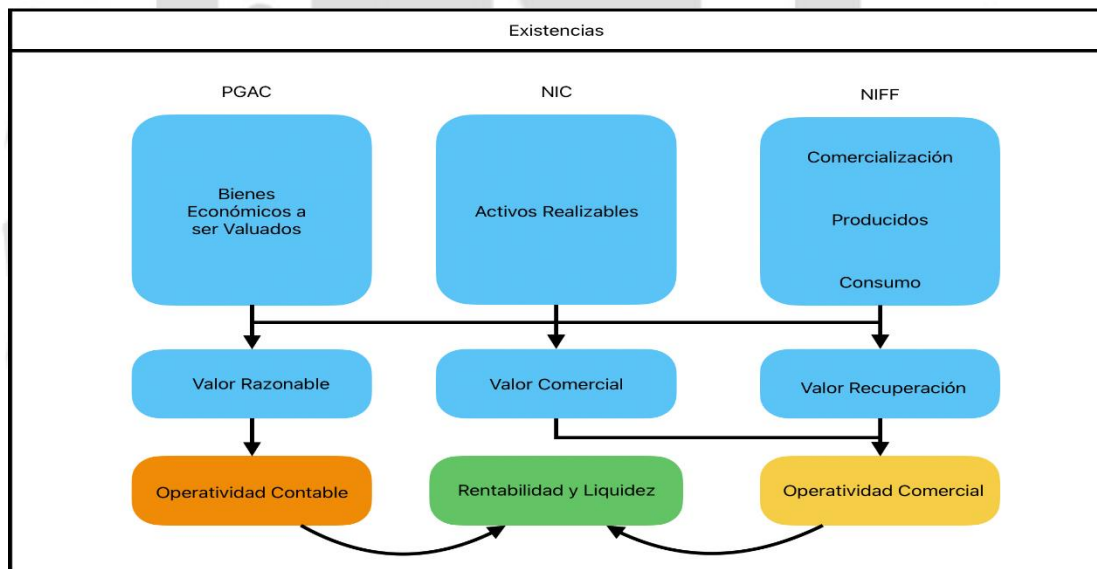 Existencias
PGAC
NIC
NIFF
Bienes
Económicos a
ser Valuados
Activos Realizables
Comercialización
Producidos
Consumo
Valor Razonable
Valor Comercial
Valor Recuperación
Operatividad Contable
Rentabilidad y Liquidez
Operatividad Comercial